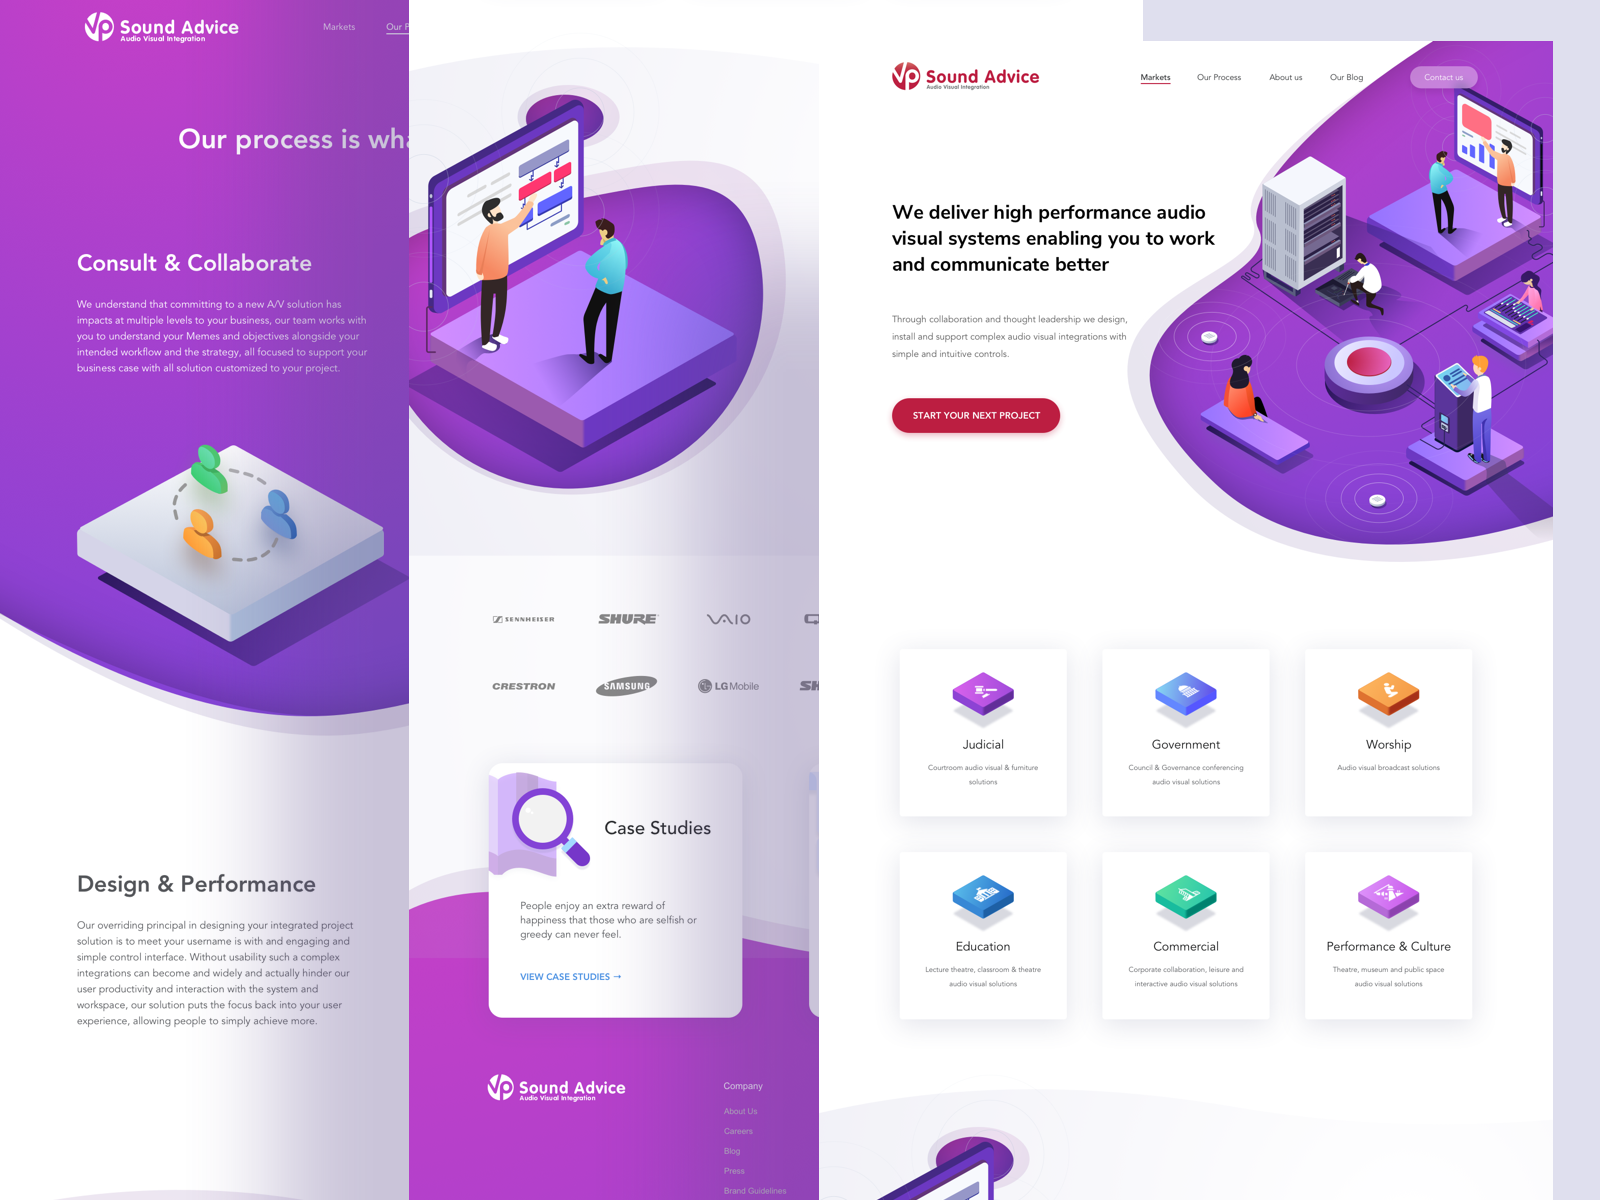 Sound Advice
Audio Visual Integration
Markets
Our process is
Consult & Collaborate
We understand that committing to a new A/V solution has
impacts at multiple levels to your business, our team works with
you to understand your Memes and objectives alongside your
intended workflow and the strategy, all focused to support your
business case with all solution customized to your project.
Design & Performance
Our overriding principal in designing your integrated project
solution is to meet your username is with and engaging and
simple control interface. Without usability such a complex
integrations can become and widely and actually hinder our
user productivity and interaction with the system and
workspace, our solution puts the focus back into your user
experience, allowing people to simply achieve more.
SENNHEISER
SHURE
VAIO
CRESTRON
SAMSUNG
LG Mobile
Case Studies
People enjoy an extra reward of
happiness that those who are selfish or
greedy can never feel.
VIEW CASE STUDIES →
Sound Advice
Audio Visual Integration
Company
About Us
Careers
Blog
Press
Brand Guidelines
Sound Advice
Audio Visual Integration
Markets
Our Process
About us
Our Blog
Contact us
We deliver high performance audio
visual systems enabling you to work
and communicate better
Through collaboration and thought leadership we design,
install and support complex audio visual integrations with
simple and intuitive controls.
START YOUR NEXT PROJECT
Judicial
Courtroom audio visual & furniture
solutions
Government
Council & Governance conferencing
audio visual solutions
Worship
Audio visual broadcast solutions
Education
Lecture theatre, classroom & theatre
audio visual solutions
Commercial
Corporate collaboration, leisure and
interactive audio visual solutions
Performance & Culture
Theatre, museum and public space
audio visual solutions